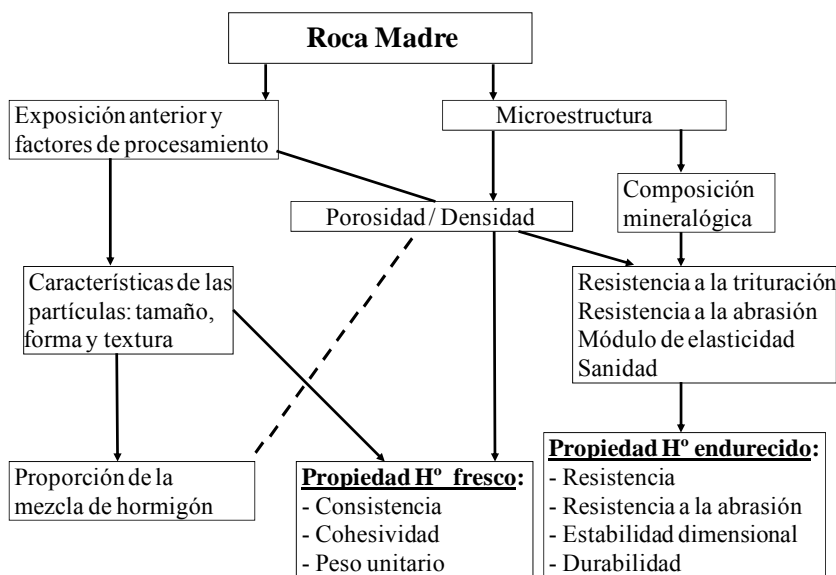 Roca Madre
Exposición anterior y
factores de procesamiento
Microestructura
Composición
mineralógica
Porosidad / Densidad
Características de las
partículas: tamaño,
forma y textura
Resistencia a la trituración
Resistencia a la abrasión
Módulo de elasticidad
Sanidad
Proporción de la
mezcla de hormigón
Propiedad Hº fresco:
- Consistencia
- Cohesividad
- Peso unitario
Propiedad Hº endurecido:
- Resistencia
- Resistencia a la abrasión
- Estabilidad dimensional
- Durabilidad